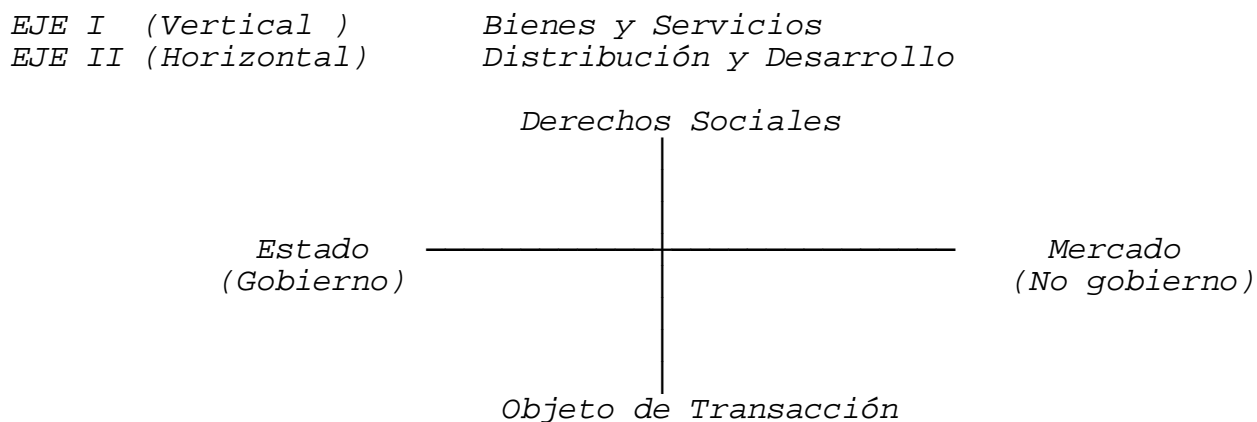 EJE I (Vertical ) Bienes y Servicios
EJE II (Horizontal) Distribución y Desarrollo
Derechos Sociales
Estado Mercado
(Gobierno) (No gobierno)
Objeto de Transacción